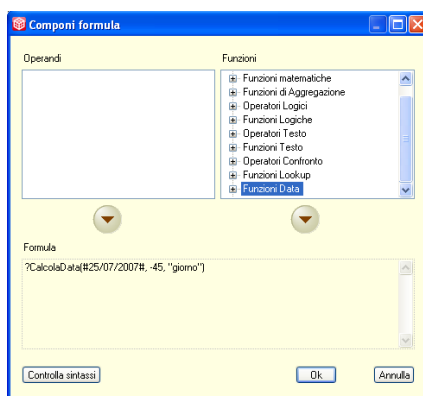 Componi formula
Operandi
Funzioni
Funzioni matematiche
Funzioni di Aggregazione
Operatori Logici
Funzioni Logiche
Operatori Testo
Funzioni Testo
Operatori Confronto
Funzioni Lookup
Funzioni Data
Formula
?CalcolaData(#25/07/2007#, -45, "giorno")
Controlla sintassi
Ok
Annulla